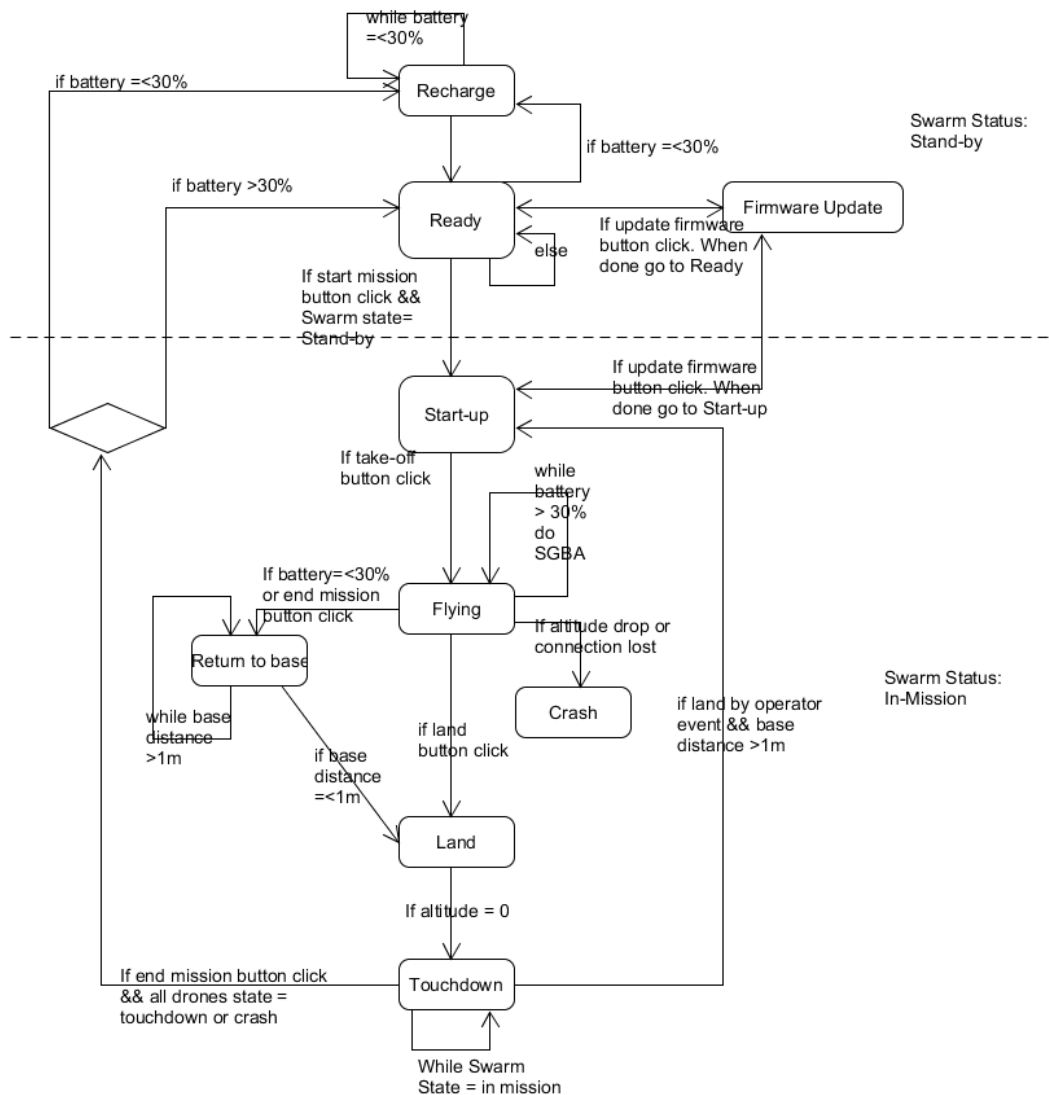 while battery
=<30%
if battery =<30%
Recharge
Swarm Status:
Stand-by
if battery =<30%
if battery >30%
Ready
Firmware Update
If update firmware
button click. When
done go to Ready
else
If start mission
button click &&
Swarm state=
Stand-by
If update firmware
button click. When
done go to Start-up
Start-up
If take-off
button click
while
battery
> 30%
do
SGBA
If battery=<30%
or end mission
button click
Flying
If altitude drop or
connection lost
Return to base
Swarm Status:
In-Mission
Crash
if land by operator
event && base
distance >1m
while base
distance
>1m
if land
button click
if base
distance
=<1m
Land
If altitude = 0
If end mission button click
&& all drones state =
touchdown or crash
Touchdown
While Swarm
State = in mission